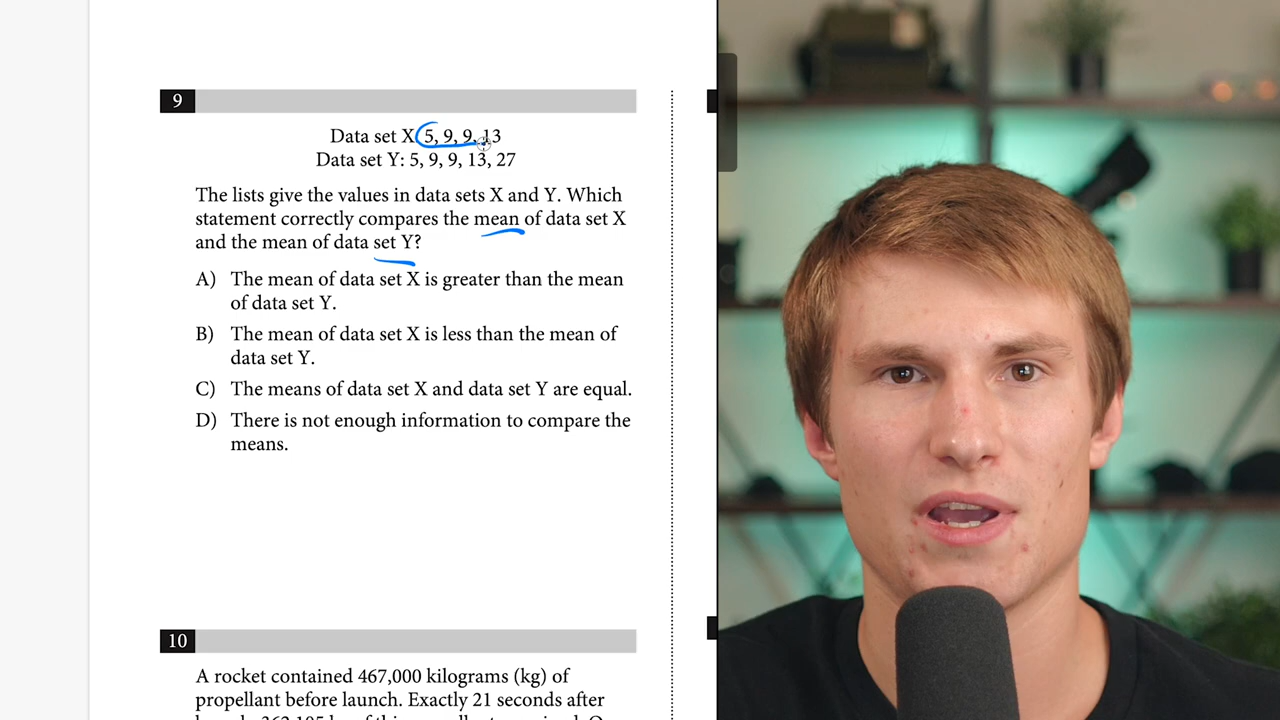 9
Data set X: 5, 9, 9, 13
Data set Y: 5, 9, 9, 13, 27
The lists give the values in data sets X and Y. Which
statement correctly compares the mean of data set X
and the mean of data set Y?
A) The mean of data set X is greater than the mean
of data set Y.
B) The mean of data set X is less than the mean of
data set Y.
C) The means of data set X and data set Y are equal.
D) There is not enough information to compare the
means.
10
A rocket contained 467,000 kilograms (kg) of
propellant before launch. Exactly 21 seconds after